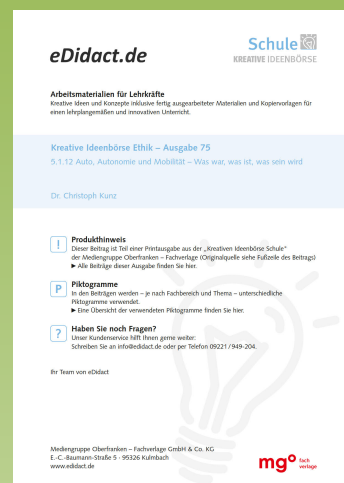 eDidact.de
Schule
KREATIVE IDEENBÖRSE
Arbeitsmaterialien für Lehrkräfte
Kreative Ideen und Konzepte inklusive fertig ausgearbeiteter Materialien und Kopiervorlagen für
einen lehrplangemäßen und innovativen Unterricht.
Kreative Ideenbörse Ethik – Ausgabe 75
5.1.12 Auto, Autonomie und Mobilität – Was war, was ist, was sein wird
Dr. Christoph Kunz
!
Produkthinweis
Dieser Beitrag ist Teil einer Printausgabe aus der „Kreativen Ideenbörse Schule“
der Mediengruppe Oberfranken – Fachverlage (Originalquelle siehe Fußzeile des Beitrags)
▶ Alle Beiträge dieser Ausgabe finden Sie hier.
P
Piktogramme
In den Beiträgen werden – je nach Fachbereich und Thema – unterschiedliche
Piktogramme verwendet.
▶ Eine Übersicht der verwendeten Piktogramme finden Sie hier.
?
Haben Sie noch Fragen?
Unser Kundenservice hilft Ihnen gerne weiter:
Schreiben Sie an info@edidact.de oder per Telefon 09221/949-204.
Ihr Team von eDidact
Mediengruppe Oberfranken – Fachverlage GmbH & Co. KG
E.-C.-Baumann-Straße 5 · 95326 Kulmbach
www.edidact.de
mgo fach
verlage